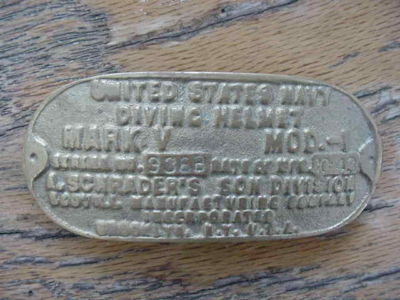 UNITED STATES NAVY
DIVING HELMET
MARK V MOD.-1
SERIAL NO. DATE OF MFG.
A. SCHRADER'S SON DIVISION
SCOVILL MANUFACTURING COMPANY
INCORPORATED
N.Y. U.S.A.